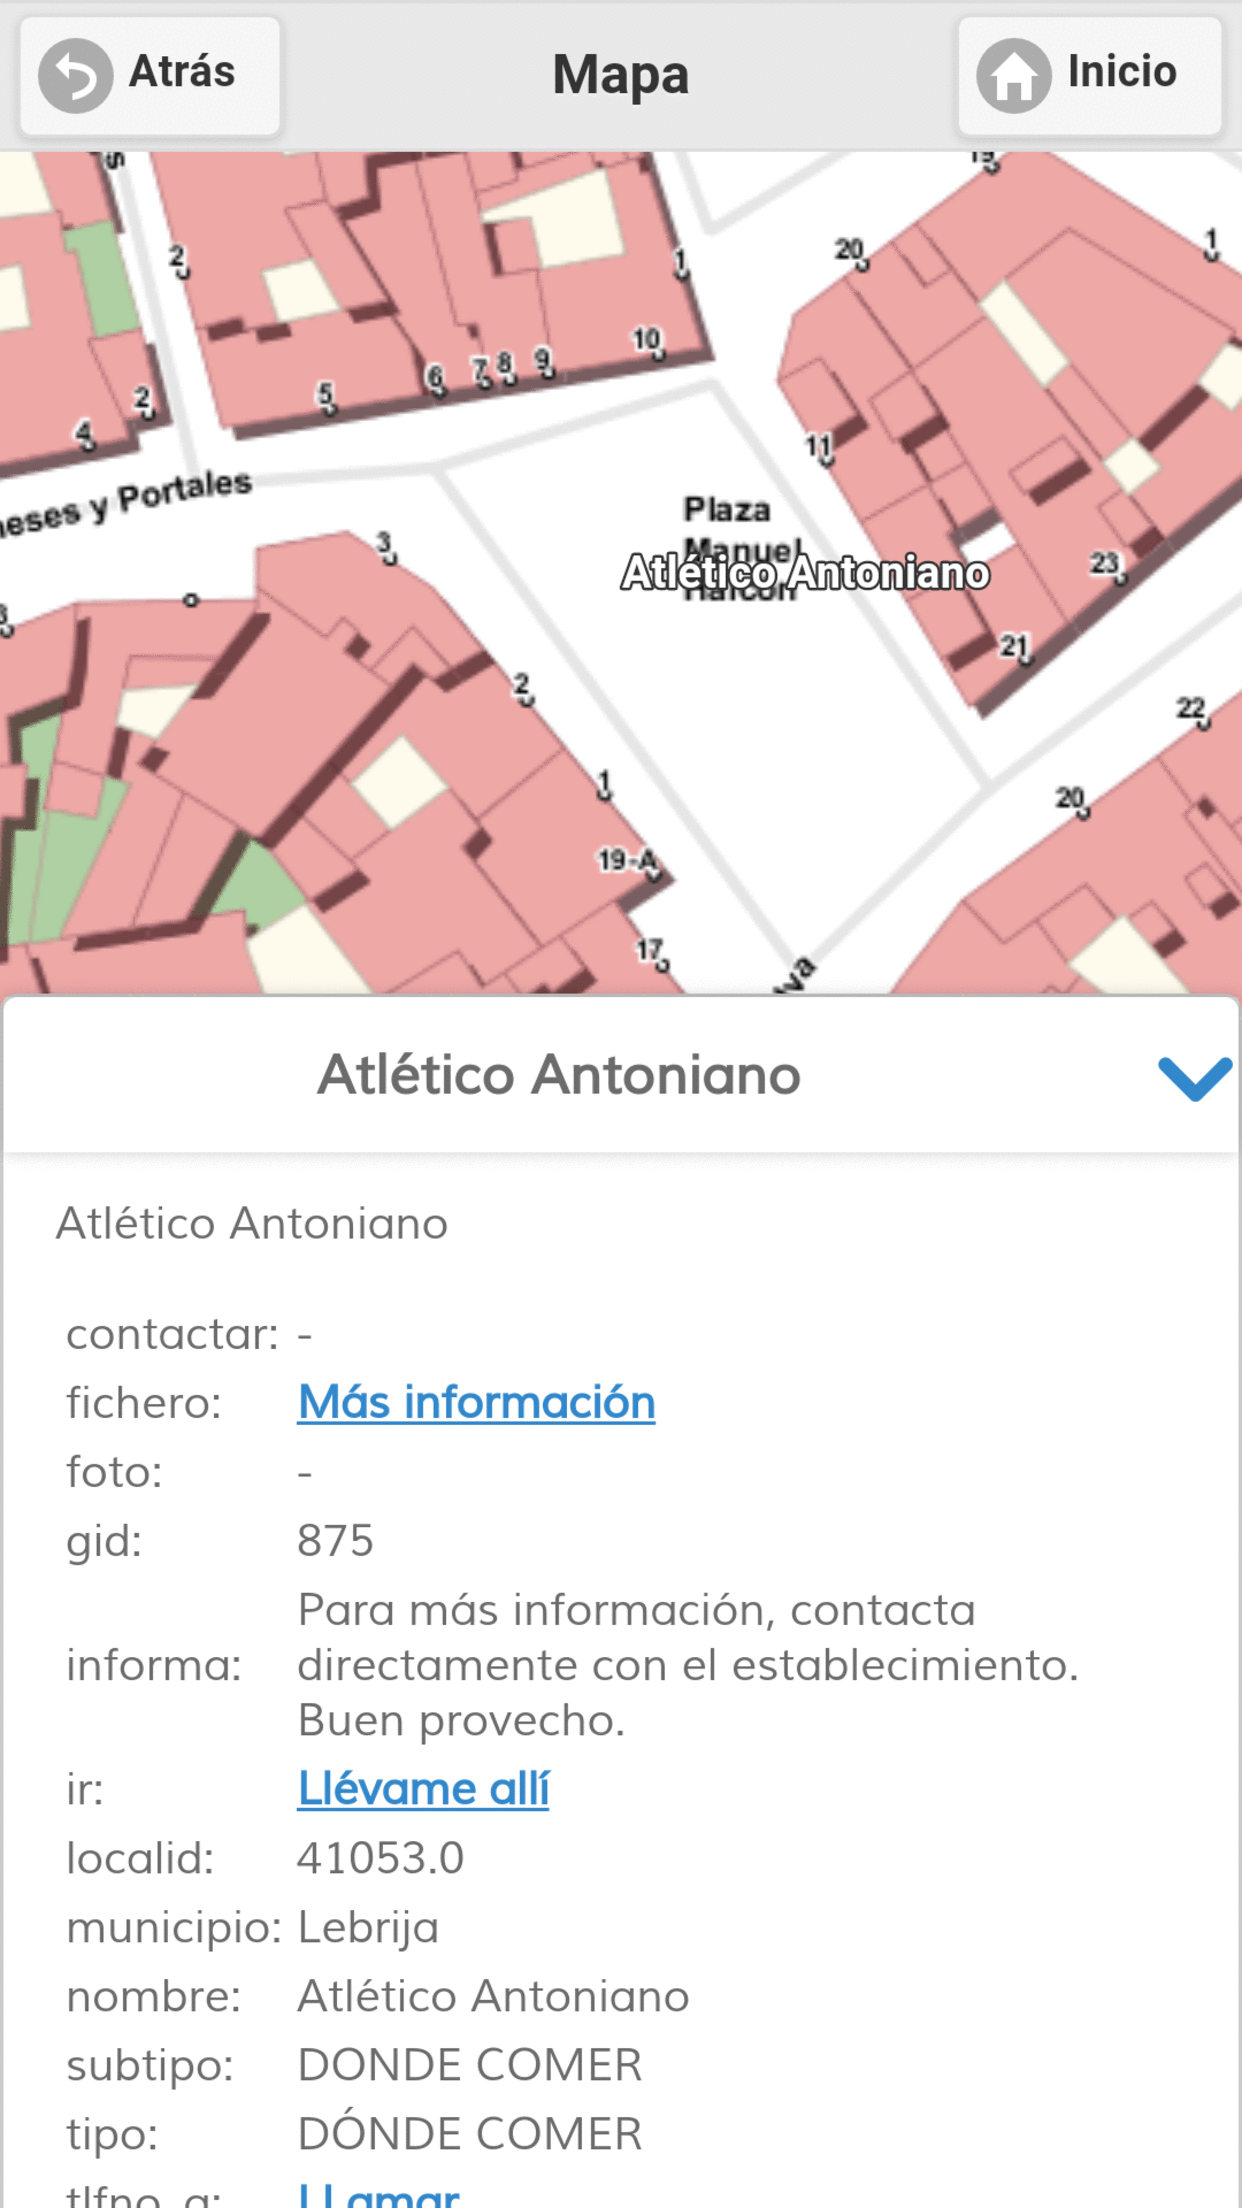 Atrás
Mapa
Inicio
19
2
1
20
1
10
9
8
7
6
5
2
4
11
neses y Portales
Plaza
Manuel
Halcón
Atlético Antoniano
3
23
21
2
22
1
20
19-A
17
Atlético Antoniano
Atlético Antoniano
contactar: -
fichero: Más información
foto: -
gid: 875
informa: Para más información, contacta
directamente con el establecimiento.
Buen provecho.
ir: Llévame allí
localid: 41053.0
municipio: Lebrija
nombre: Atlético Antoniano
subtipo: DONDE COMER
tipo: DÓNDE COMER
tlfno_a: LLamar